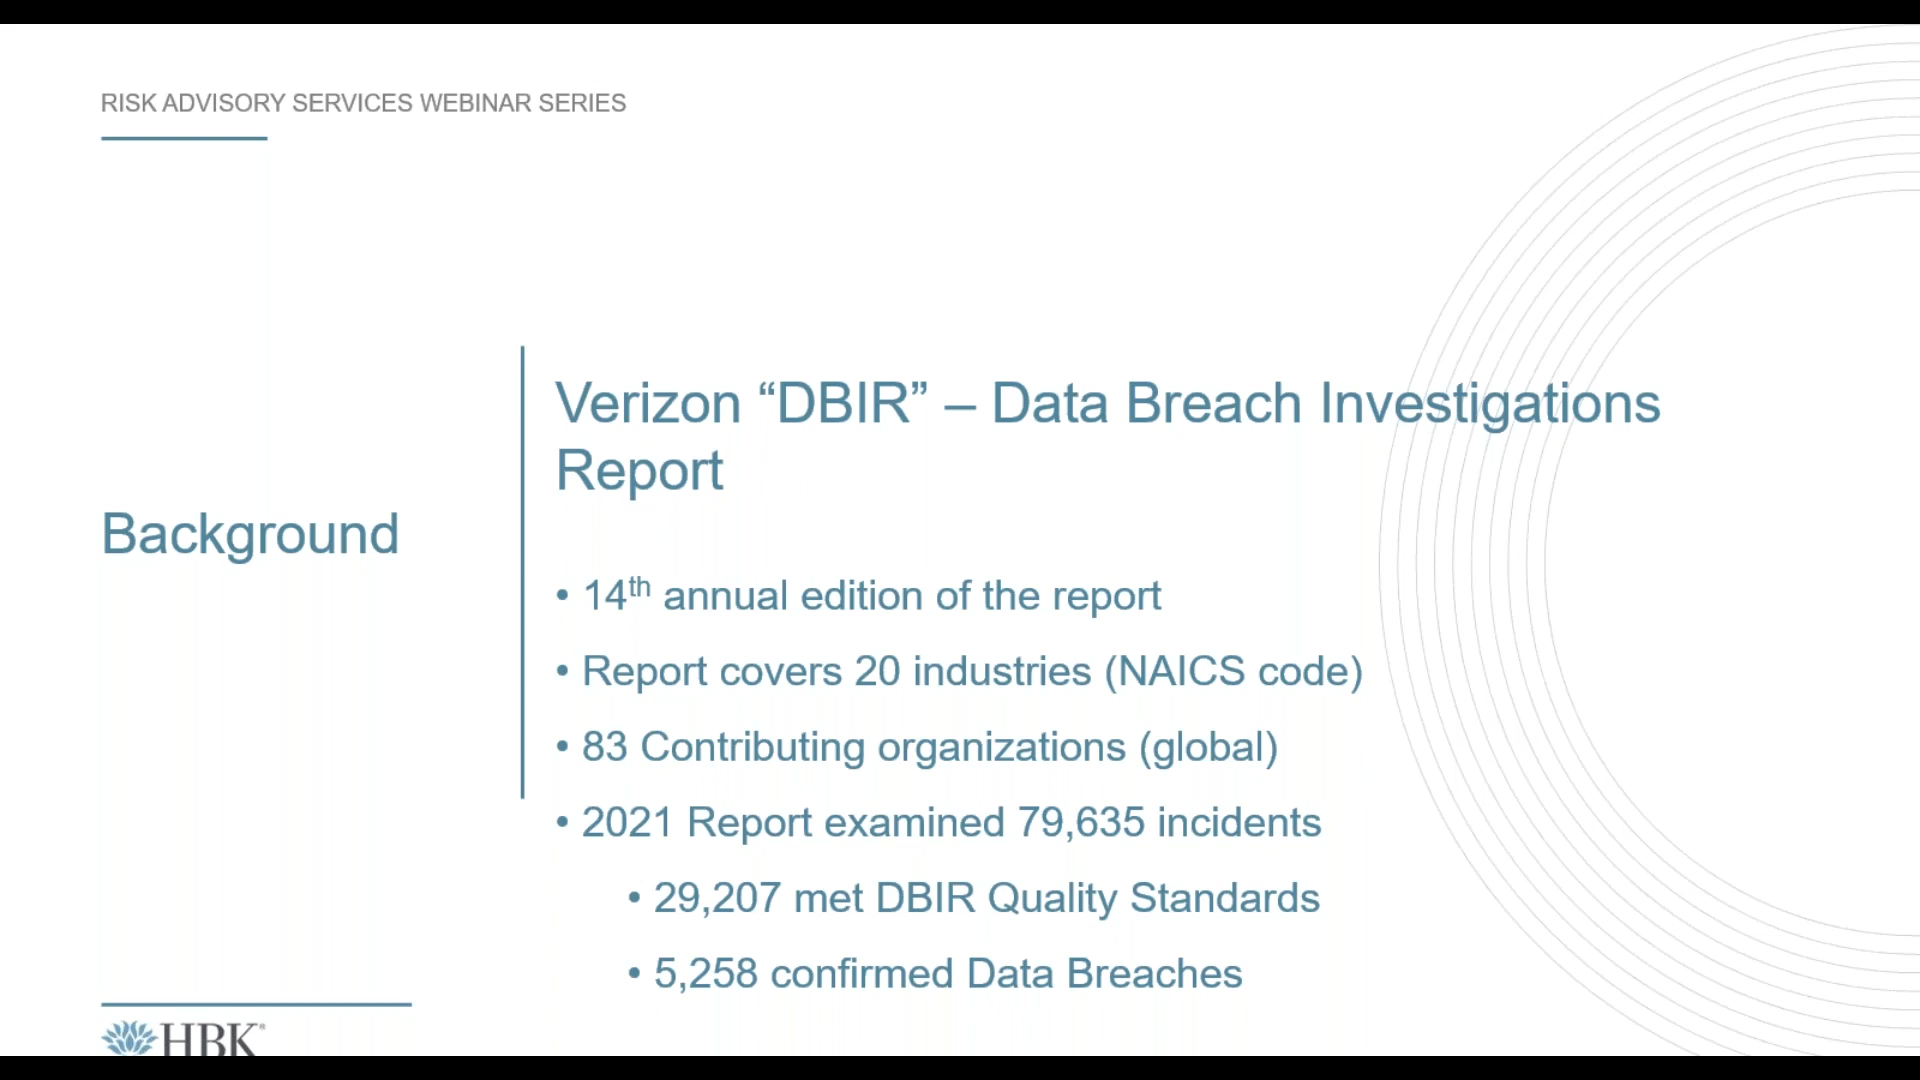 RISK ADVISORY SERVICES WEBINAR SERIES
Background
Verizon “DBIR” – Data Breach Investigations
Report
• 14th annual edition of the report
• Report covers 20 industries (NAICS code)
• 83 Contributing organizations (global)
• 2021 Report examined 79,635 incidents
• 29,207 met DBIR Quality Standards
• 5,258 confirmed Data Breaches
HBK®